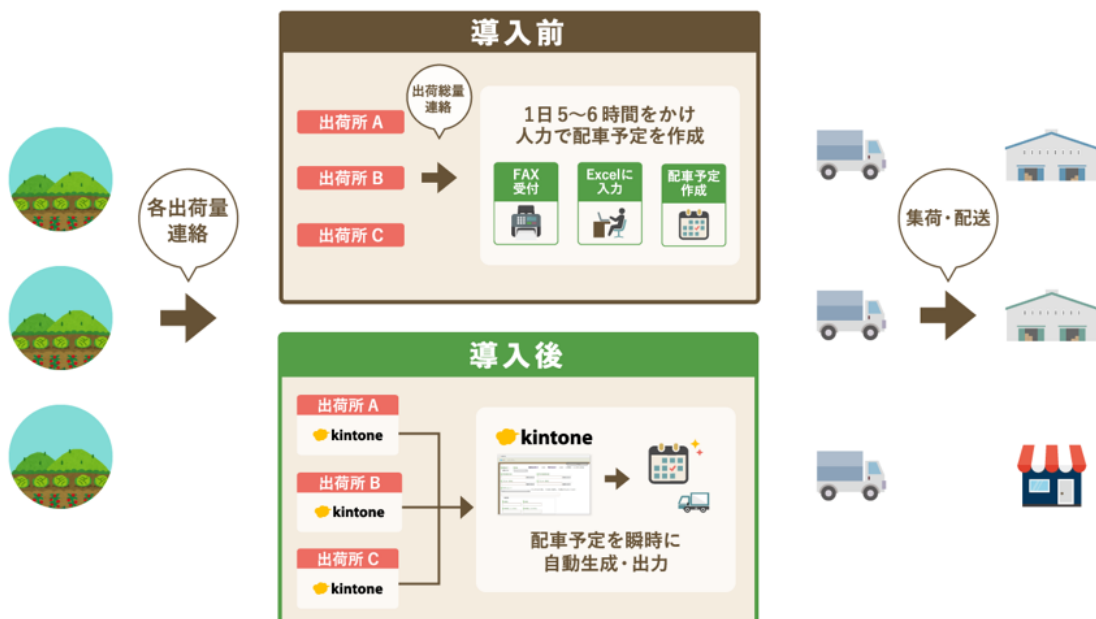 導入前
出荷総量
連絡
出荷所 A
出荷所 B
出荷所 C
1日5〜6時間をかけ
人力で配車予定を作成
FAX
受付
Excelに
入力
配車予定
作成
各出荷量
連絡
集荷・配送
導入後
出荷所 A
kintone
出荷所 B
kintone
出荷所 C
kintone
kintone
配車予定を瞬時に
自動生成・出力